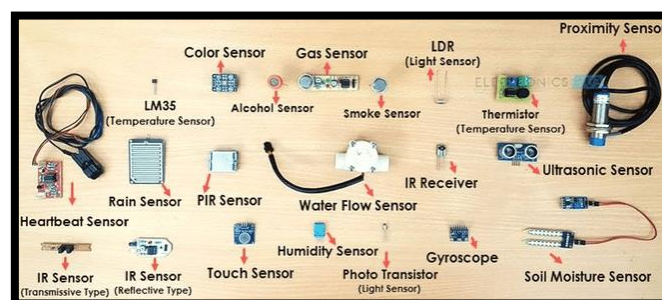 Proximity Sensor
Color Sensor
Gas Sensor
LDR
(Light Sensor)
LM35
(Temperature Sensor)
Alcohol Sensor
Smoke Sensor
Thermistor
(Temperature Sensor)
Heartbeat Sensor
Rain Sensor
PIR Sensor
Water Flow Sensor
IR Receiver
Ultrasonic Sensor
IR Sensor
(Transmissive Type)
IR Sensor
(Reflective Type)
Touch Sensor
Humidity Sensor
Photo Transistor
(Light Sensor)
Gyroscope
Soil Moisture Sensor